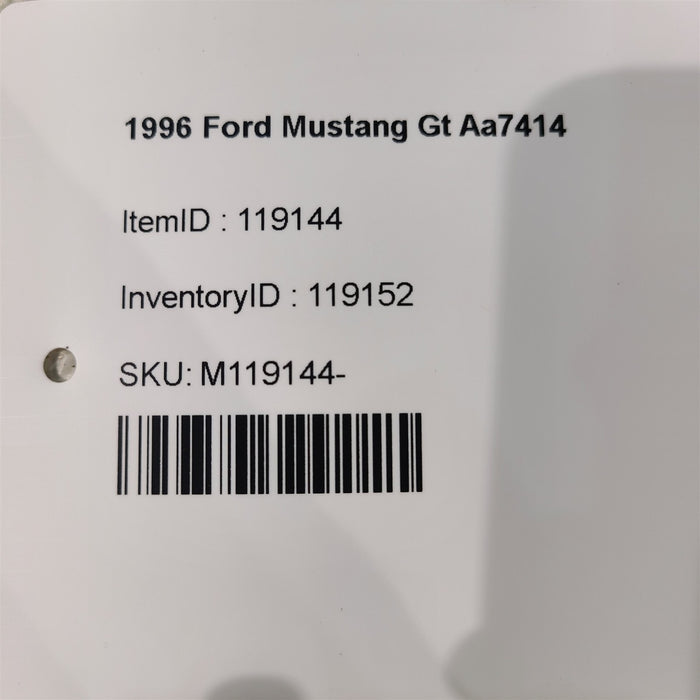 1996 Ford Mustang Gt Aa7414
ItemID : 119144
InventoryID : 119152
SKU: M119144-